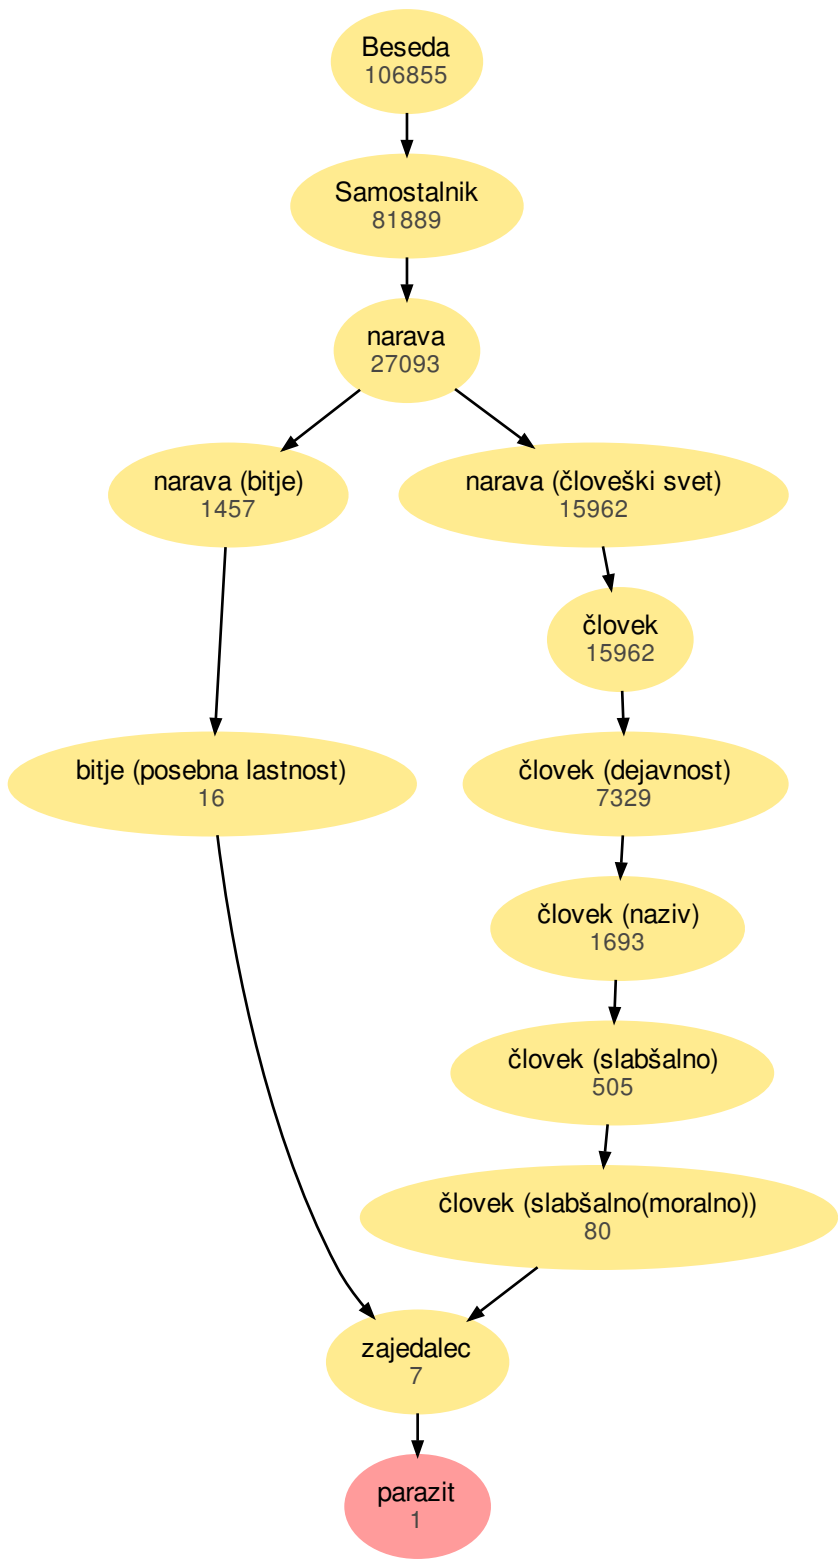 Beseda
106855
Samostalnik
81889
narava
27093
narava (bitje)
1457
narava (človeški svet)
15962
človek
15962
bitje (posebna lastnost)
16
človek (dejavnost)
7329
človek (naziv)
1693
človek (slabšalno)
505
človek (slabšalno(moralno))
80
zajedalec
7
parazit
1